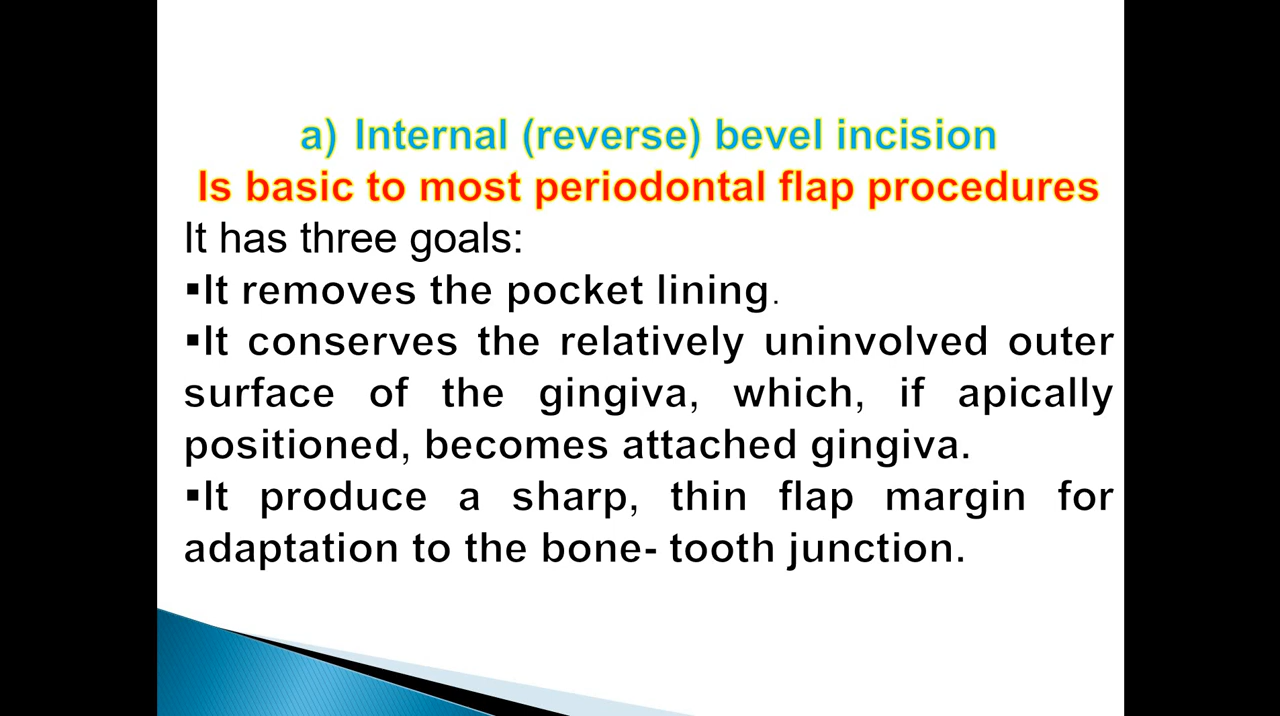 a) Internal (reverse) bevel incision
Is basic to most periodontal flap procedures
It has three goals:
▪It removes the pocket lining.
▪It conserves the relatively uninvolved outer
surface of the gingiva, which, if apically
positioned, becomes attached gingiva.
▪It produce a sharp, thin flap margin for
adaptation to the bone- tooth junction.